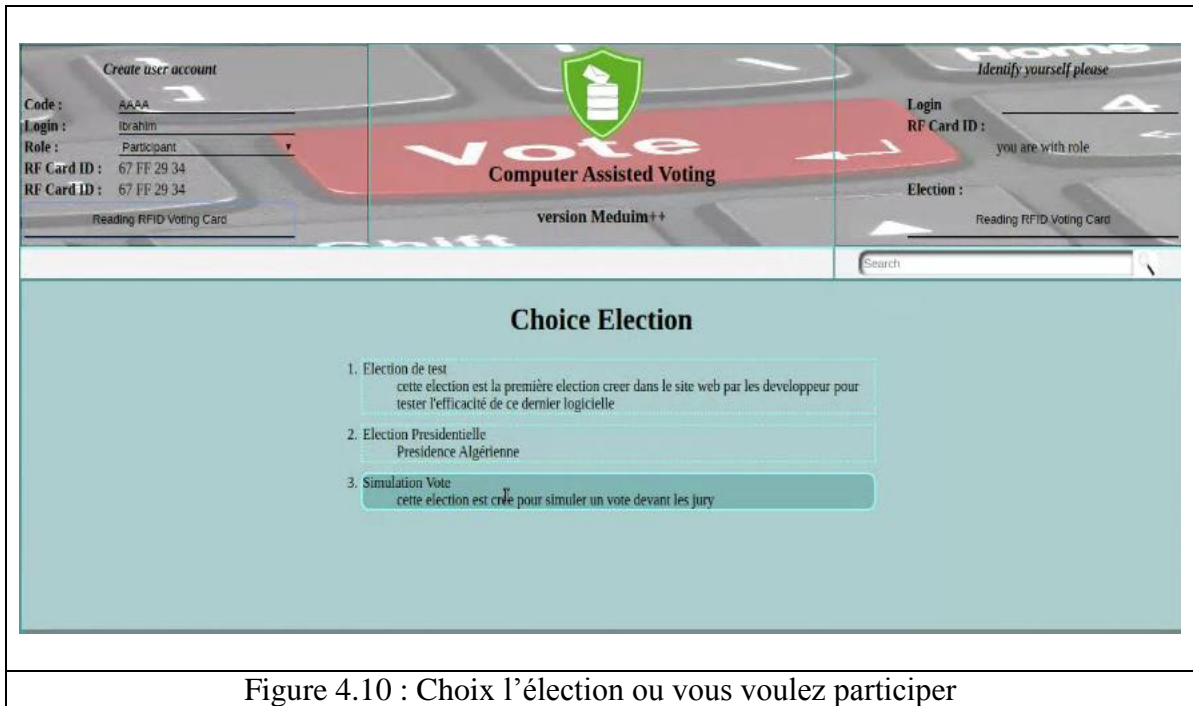 Create user account
Code : AAAA
Login : Ibrahim
Role : Participant
RF Card ID : 67 FF 29 34
RF Card ID : 67 FF 29 34
Reading RFID Voting Card
Vote
Computer Assisted Voting
version Meduim++
Shift
Home
Identify yourself please
Login
RF Card ID :
you are with role
Election :
Reading RFID Voting Card
Search
Choice Election
1. Election de test
cette election est la première election creer dans le site web par les developpeur pour
tester l'efficacité de ce dernier logicielle
2. Election Presidentielle
Presidence Algérienne
3. Simulation Vote
cette election est crée pour simuler un vote devant les jury
Figure 4.10 : Choix l’élection ou vous voulez participer